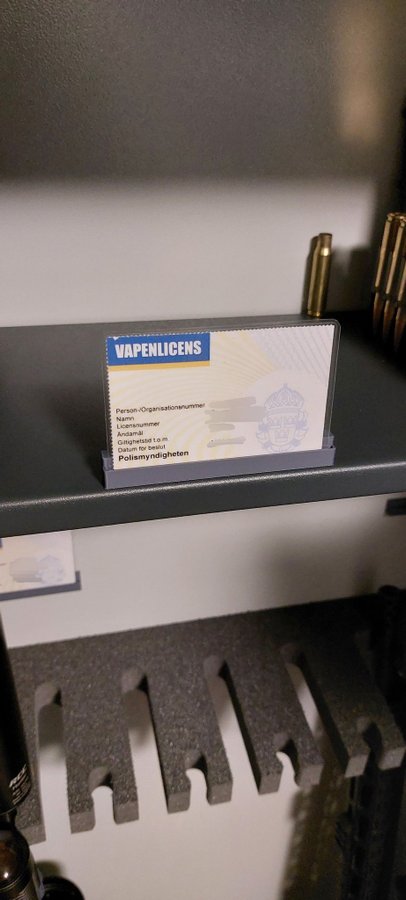 VAPENLICENS
Person-/Organisationsnummer
Namn
Licensnummer
Ändamål
Giltighetstid t.o.m.
Datum för beslut
Polismyndigheten